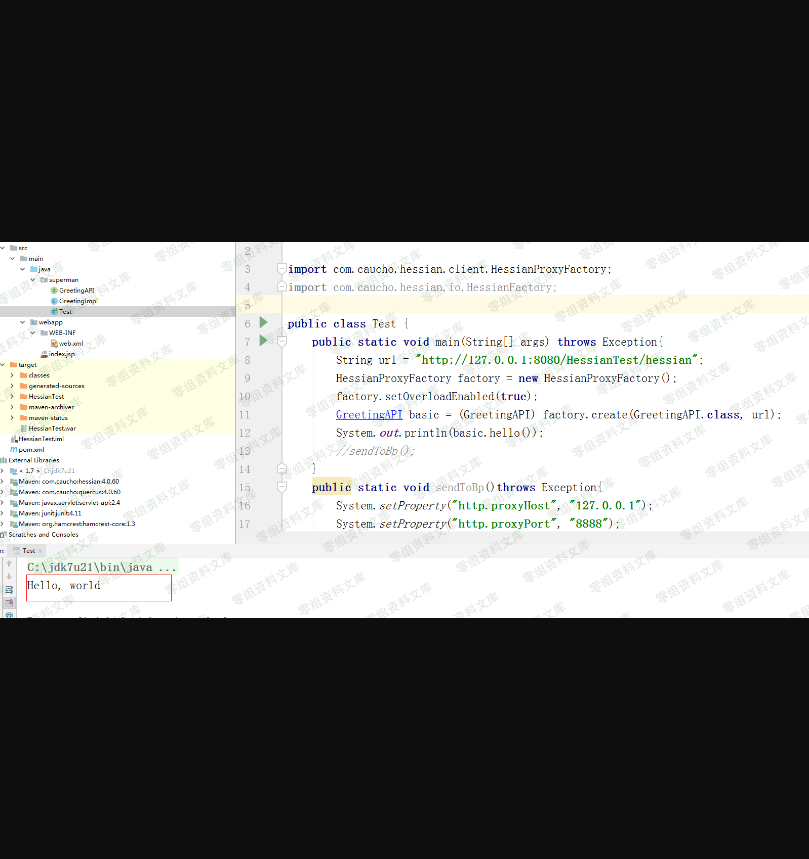 src
main
java
superman
GreetingAPI
GreetingImpl
Test
webapp
WEB-INF
web.xml
index.jsp
target
classes
generated-sources
HessianTest
maven-archiver
maven-status
HessianTest.war
HessianTest.iml
pom.xml
External Libraries
< 1.7 > C:\jdk7u21
Maven: com.caucho:hessian:4.0.60
Maven: com.caucho:quercus:4.0.60
Maven: javax.servlet:servlet-api:2.4
Maven: junit:junit:4.11
Maven: org.hamcrest:hamcrest-core:1.3
Scratches and Consoles
2
3 import com.caucho.hessian.client.HessianProxyFactory;
4 import com.caucho.hessian.io.HessianFactory;
5
6 public class Test {
7 public static void main(String[] args) throws Exception{
8 String url = "http://127.0.0.1:8080/HessianTest/hessian";
9 HessianProxyFactory factory = new HessianProxyFactory();
10 factory.setOverloadEnabled(true);
11 GreetingAPI basic = (GreetingAPI) factory.create(GreetingAPI.class, url);
12 System.out.println(basic.hello());
13 //sendToBp();
14 }
15 public static void sendToBp()throws Exception{
16 System.setProperty("http.proxyHost", "127.0.0.1");
17 System.setProperty("http.proxyPort", "8888");
Test
C:\jdk7u21\bin\java ...
Hello, world
零组资料文库